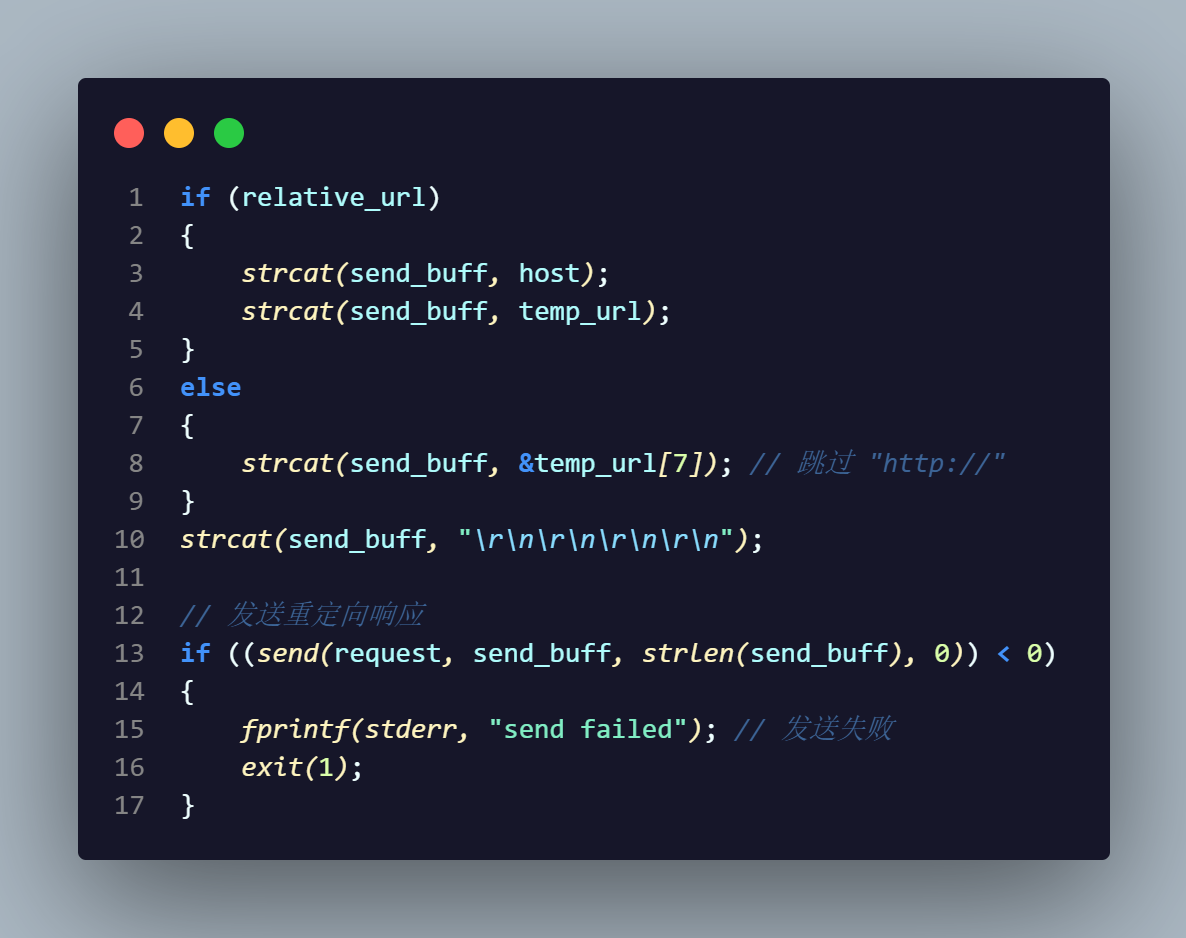 1 if (relative_url)
2 {
3     strcat(send_buff, host);
4     strcat(send_buff, temp_url);
5 }
6 else
7 {
8     strcat(send_buff, &temp_url[7]); // 跳过 "http://"
9 }
10 strcat(send_buff, "\r\n\r\n\r\n\r\n");
11
12 // 发送重定向响应
13 if ((send(request, send_buff, strlen(send_buff), 0)) < 0)
14 {
15     fprintf(stderr, "send failed"); // 发送失败
16     exit(1);
17 }